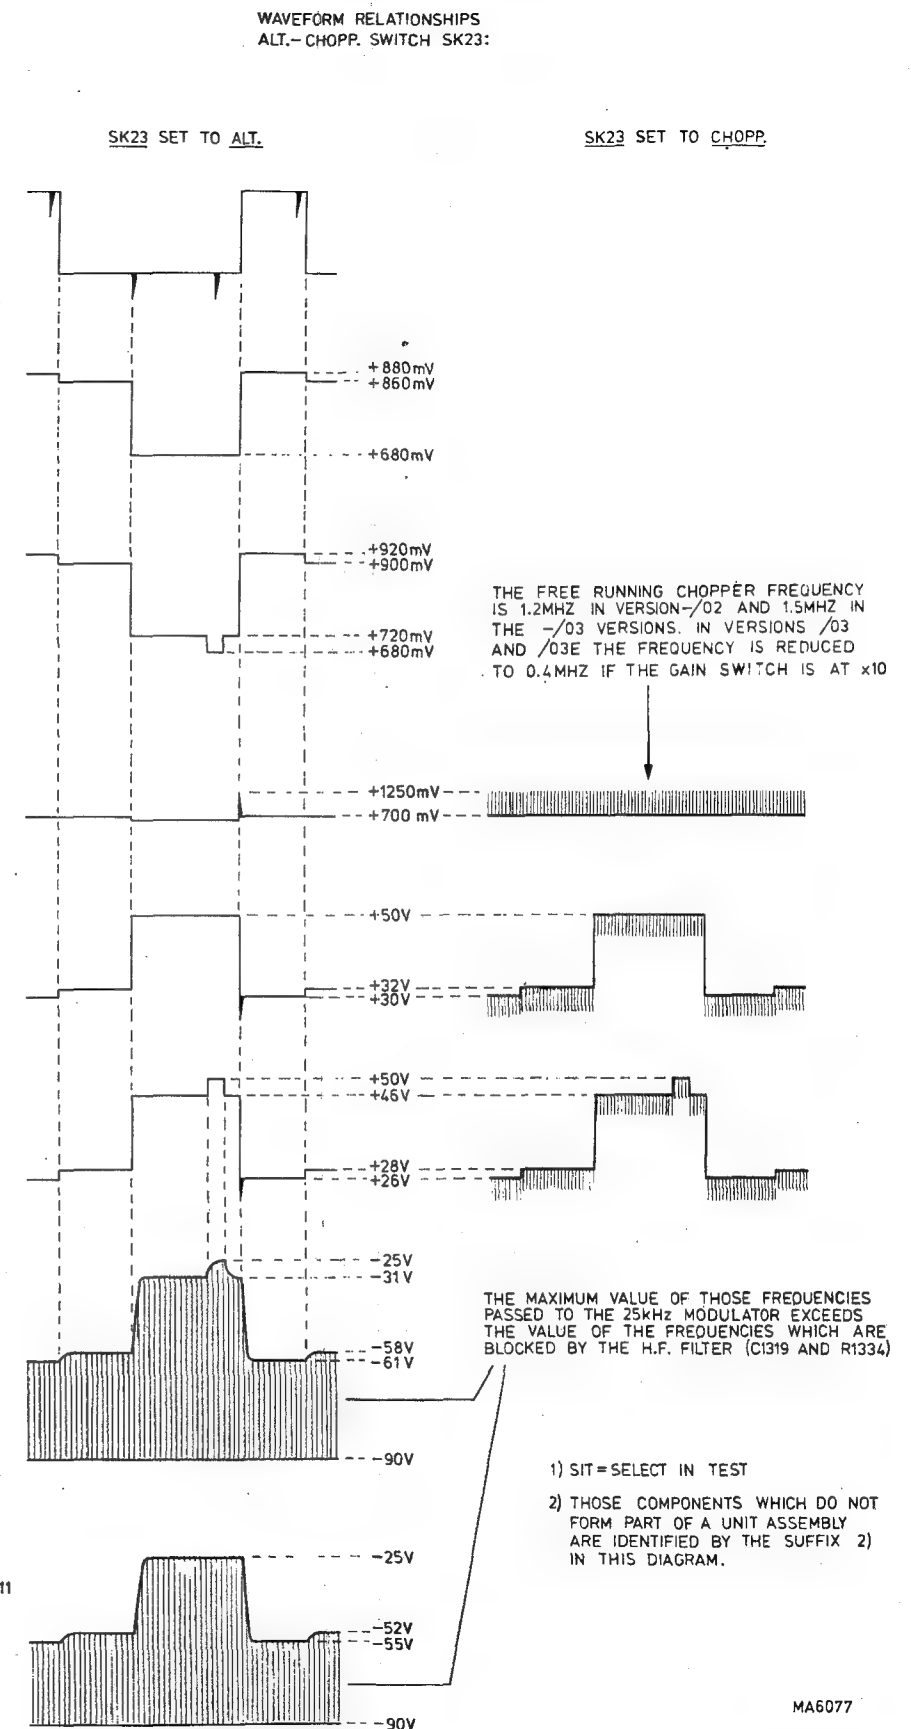 WAVEFORM RELATIONSHIPS
ALT.-CHOPP. SWITCH SK23:
SK23 SET TO ALT.
SK23 SET TO CHOPP.
+880mV
+860mV
+680mV
+920mV
+900mV
+720mV
+680mV
THE FREE RUNNING CHOPPER FREQUENCY
IS 1.2MHZ IN VERSION-/02 AND 1.5MHZ IN
THE -/03 VERSIONS. IN VERSIONS /03
AND /03E THE FREQUENCY IS REDUCED
TO 0.4MHZ IF THE GAIN SWITCH IS AT x10
+1250mV
+700 mV
+50V
+32V
+30V
+50V
+46V
+28V
+26V
-25V
-31V
-58V
-61V
-90V
THE MAXIMUM VALUE OF THOSE FREQUENCIES
PASSED TO THE 25kHz MODULATOR EXCEEDS
THE VALUE OF THE FREQUENCIES WHICH ARE
BLOCKED BY THE H.F. FILTER (C1319 AND R1334)
1) SIT=SELECT IN TEST
2) THOSE COMPONENTS WHICH DO NOT
FORM PART OF A UNIT ASSEMBLY
ARE IDENTIFIED BY THE SUFFIX 2)
IN THIS DIAGRAM.
-25V
11
-52V
-55V
-90V
MA6077